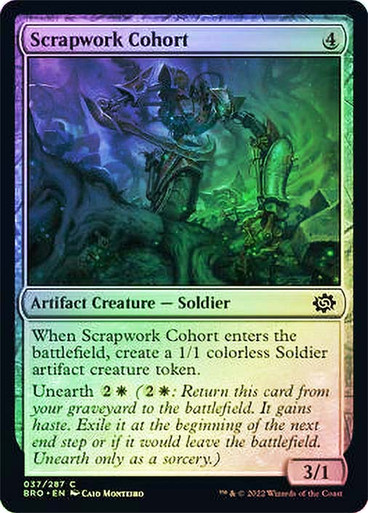 Scrapwork Cohort 4
Artifact Creature — Soldier
When Scrapwork Cohort enters the
battlefield, create a 1/1 colorless Soldier
artifact creature token.
Unearth 2 (2: Return this card from
your graveyard to the battlefield. It gains
haste. Exile it at the beginning of the next
end step or if it would leave the battlefield.
Unearth only as a sorcery.)
3/1
037/287 C
BRO • EN Caio Monteiro ™ & © 2022 Wizards of the Coast